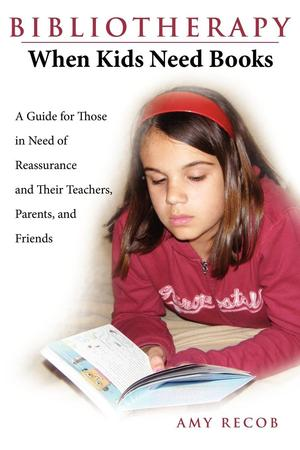 BIBLIOTHERAPY
When Kids Need Books
A Guide for Those
in Need of
Reassurance
and Their Teachers,
Parents, and
Friends
AMY RECOB